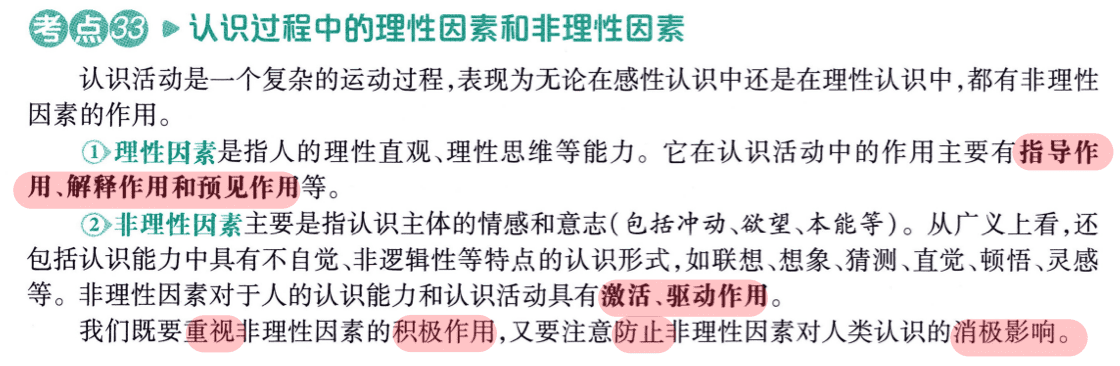 考点33 ▶ 认识过程中的理性因素和非理性因素
认识活动是一个复杂的运动过程,表现为无论在感性认识中还是在理性认识中,都有非理性
因素的作用。
①理性因素是指人的理性直观、理性思维等能力。它在认识活动中的作用主要有指导作
用、解释作用和预见作用等。
②非理性因素主要是指认识主体的情感和意志(包括冲动、欲望、本能等)。从广义上看,还
包括认识能力中具有不自觉、非逻辑性等特点的认识形式,如联想、想象、猜测、直觉、顿悟、灵感
等。非理性因素对于人的认识能力和认识活动具有激活、驱动作用。
我们既要重视非理性因素的积极作用,又要注意防止非理性因素对人类认识的消极影响。